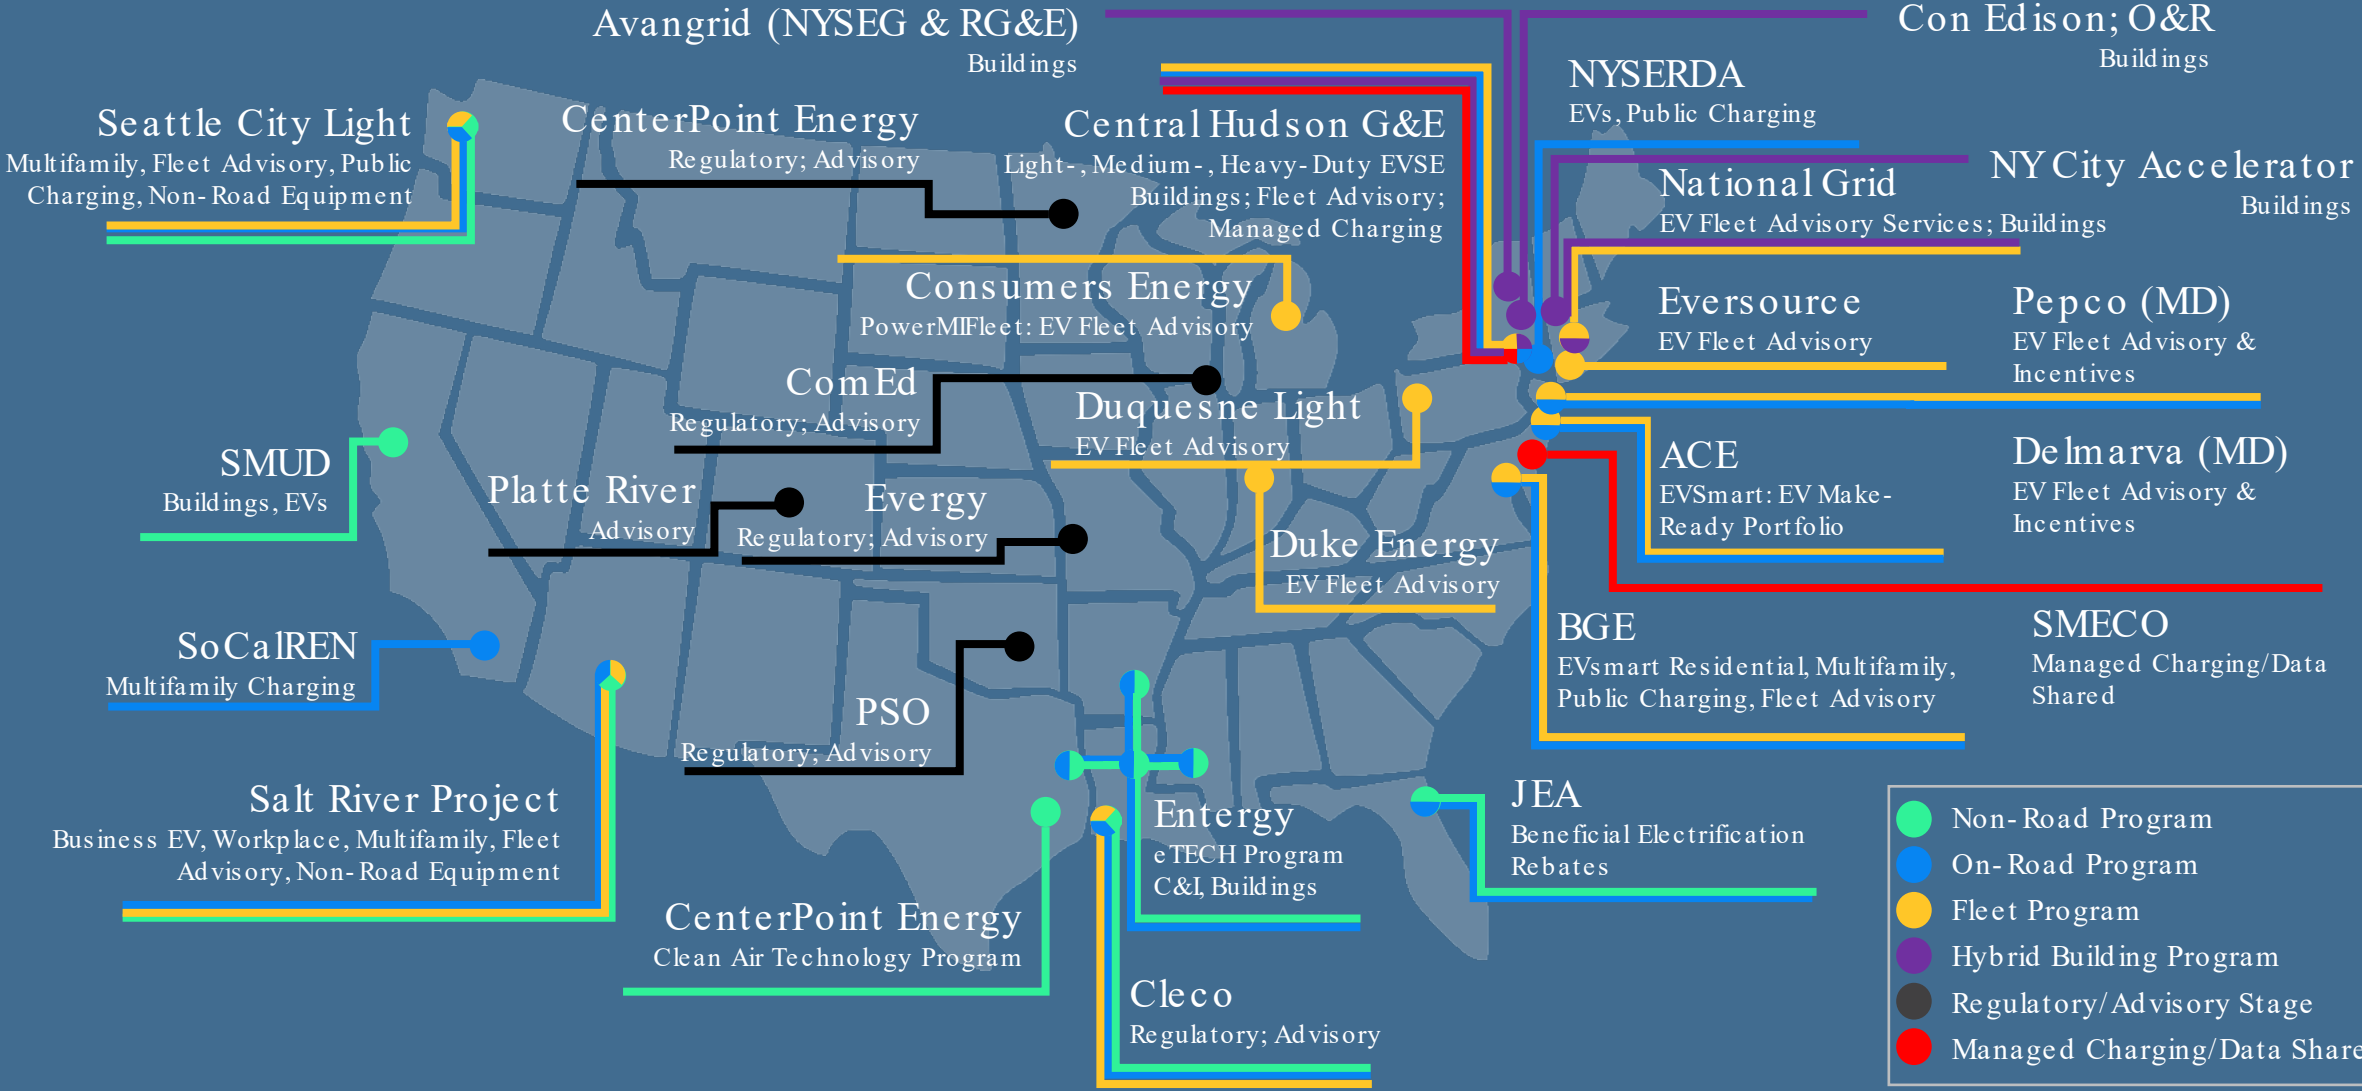 Avangrid (NYSEG & RG&E)
Buildings
Con Edison; O&R
Buildings
NYSERDA
EVs, Public Charging
Seattle City Light
Multifamily, Fleet Advisory, Public
Charging, Non-Road Equipment
CenterPoint Energy
Regulatory; Advisory
Central Hudson G&E
Light-, Medium-, Heavy-Duty EVSE
Buildings; Fleet Advisory;
Managed Charging
NY City Accelerator
Buildings
National Grid
EV Fleet Advisory Services; Buildings
Consumers Energy
PowerMIFleet: EV Fleet Advisory
Eversource
EV Fleet Advisory
Pepco (MD)
EV Fleet Advisory &
Incentives
ComEd
Regulatory; Advisory
Duquesne Light
EV Fleet Advisory
SMUD
Buildings, EVs
Platte River
Advisory
Evergy
Regulatory; Advisory
ACE
EVSmart: EV Make-
Ready Portfolio
Delmarva (MD)
EV Fleet Advisory &
Incentives
Duke Energy
EV Fleet Advisory
SoCalREN
Multifamily Charging
BGE
EVsmart Residential, Multifamily,
Public Charging, Fleet Advisory
SMECO
Managed Charging/Data
Shared
PSO
Regulatory; Advisory
Salt River Project
Business EV, Workplace, Multifamily, Fleet
Advisory, Non-Road Equipment
Entergy
eTECH Program
C&I, Buildings
JEA
Beneficial Electrification
Rebates
CenterPoint Energy
Clean Air Technology Program
Cleco
Regulatory; Advisory
Non-Road Program
On-Road Program
Fleet Program
Hybrid Building Program
Regulatory/Advisory Stage
Managed Charging/Data Share